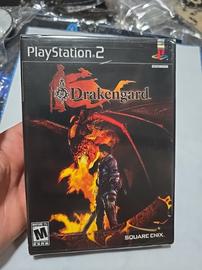 PlayStation 2
Drakengard
M
SQUARE ENIX